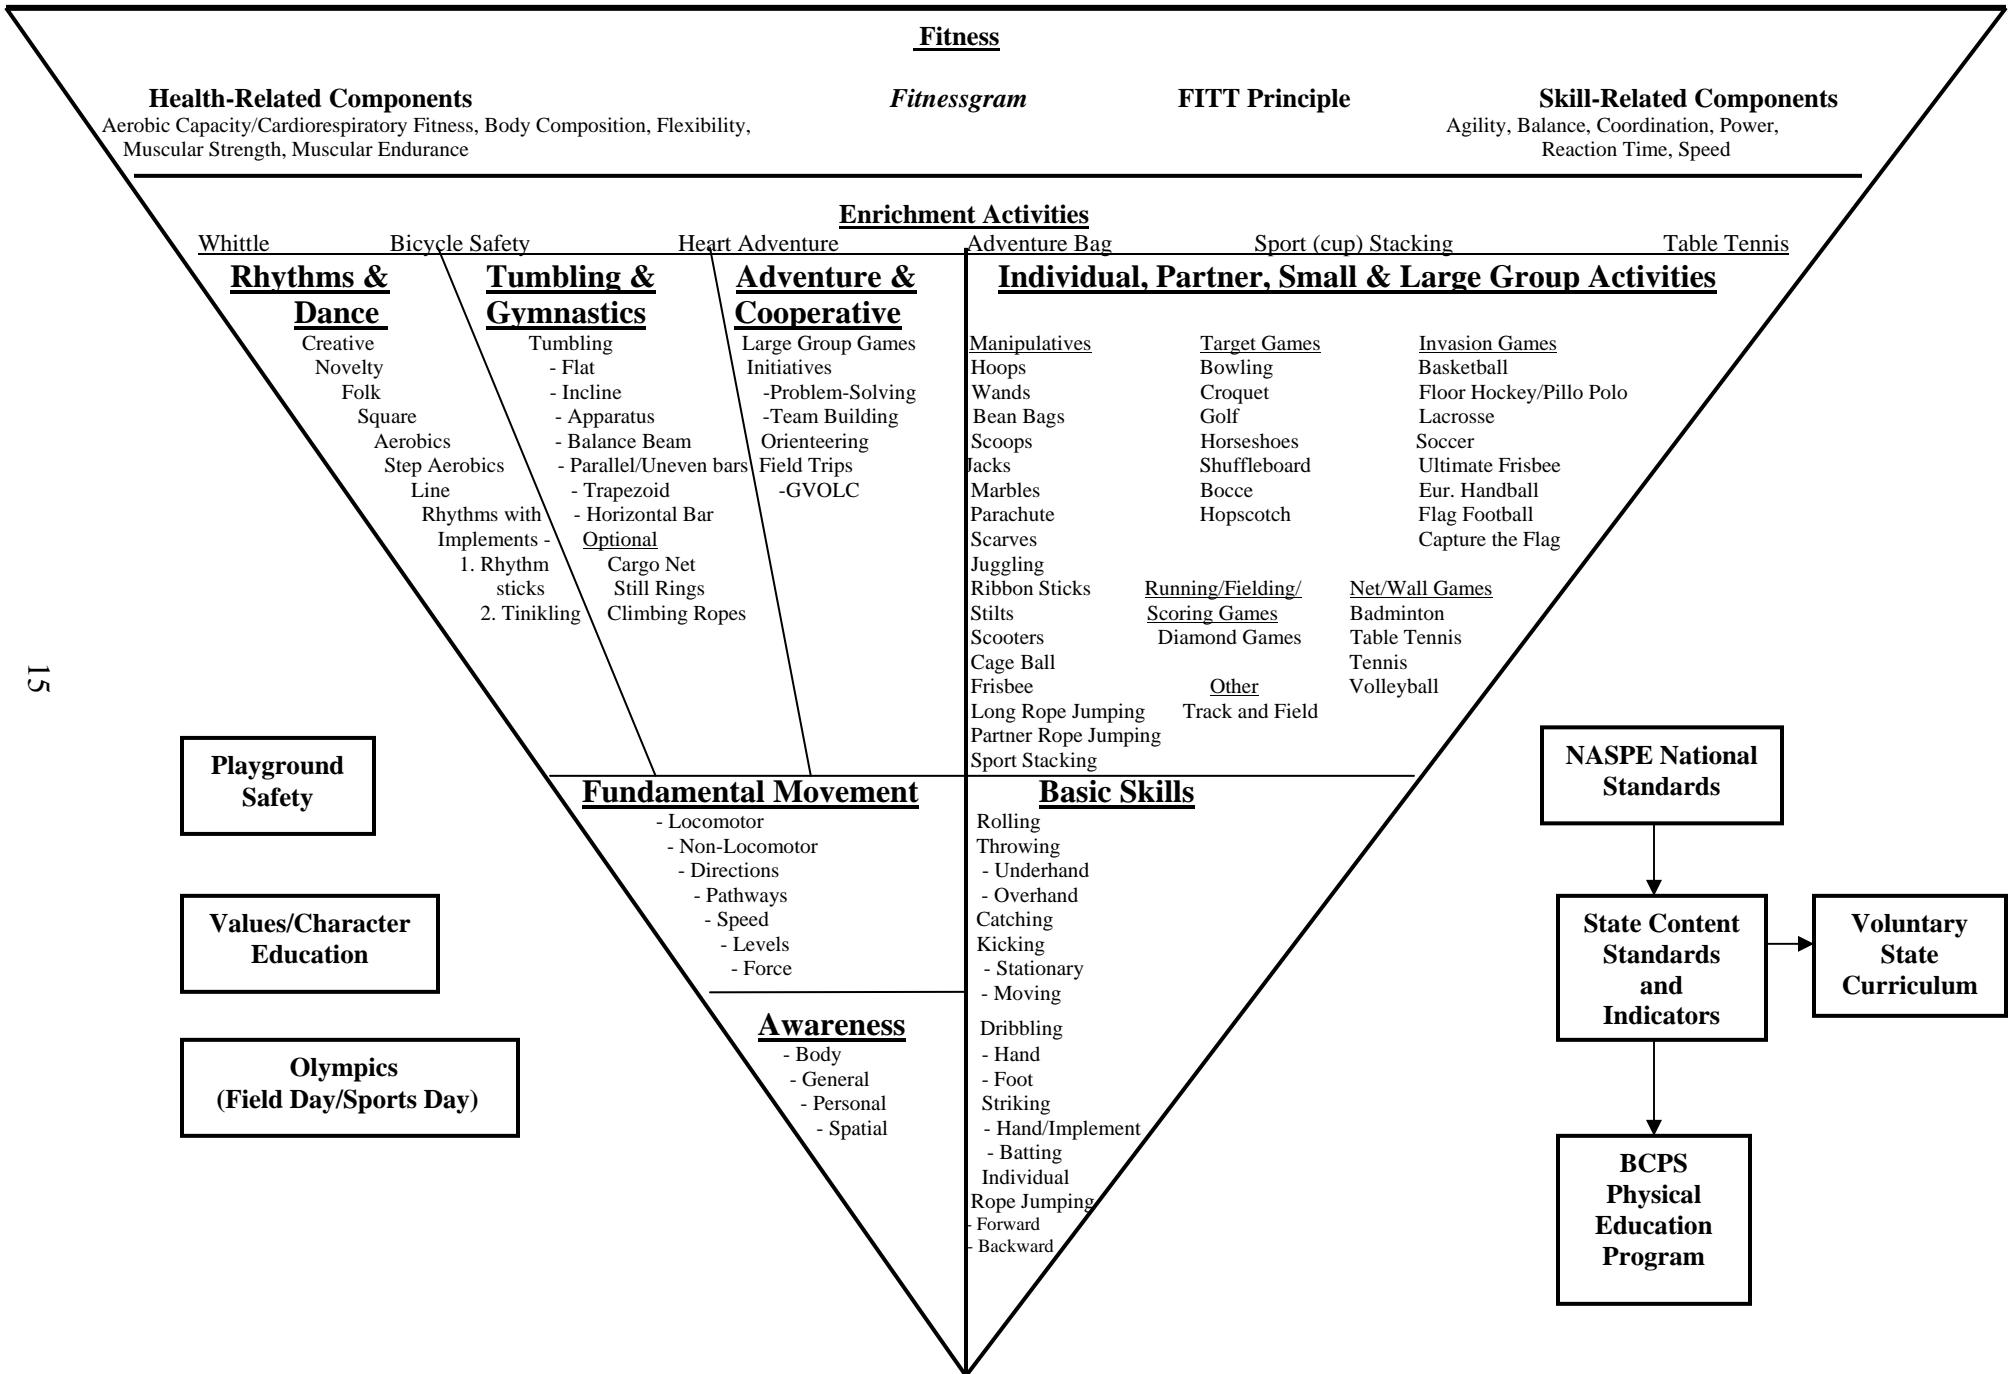 Fitness
Health-Related Components
Aerobic Capacity/Cardiorespiratory Fitness, Body Composition, Flexibility,
Muscular Strength, Muscular Endurance
Fitnessgram
FITT Principle
Skill-Related Components
Agility, Balance, Coordination, Power,
Reaction Time, Speed
Enrichment Activities
Whittle Bicycle Safety Heart Adventure Adventure Bag Sport (cup) Stacking Table Tennis
Rhythms &
Dance
Creative
Novelty
Folk
Square
Aerobics
Step Aerobics
Line
Rhythms with
Implements -
1. Rhythm
sticks
2. Tinikling
Tumbling &
Gymnastics
Tumbling
- Flat
- Incline
- Apparatus
- Balance Beam
- Parallel/Uneven bars
- Trapezoid
- Horizontal Bar
Optional
Cargo Net
Still Rings
Climbing Ropes
Adventure &
Cooperative
Large Group Games
Initiatives
-Problem-Solving
-Team Building
Orienteering
Field Trips
-GVOLC
Individual, Partner, Small & Large Group Activities
Manipulatives
Hoops
Wands
Bean Bags
Scoops
Jacks
Marbles
Parachute
Scarves
Juggling
Ribbon Sticks
Stilts
Scooters
Cage Ball
Frisbee
Long Rope Jumping
Partner Rope Jumping
Sport Stacking
Target Games
Bowling
Croquet
Golf
Horseshoes
Shuffleboard
Bocce
Hopscotch
Running/Fielding/
Scoring Games
Diamond Games
Other
Track and Field
Invasion Games
Basketball
Floor Hockey/Pillo Polo
Lacrosse
Soccer
Ultimate Frisbee
Eur. Handball
Flag Football
Capture the Flag
Net/Wall Games
Badminton
Table Tennis
Tennis
Volleyball
Fundamental Movement
- Locomotor
- Non-Locomotor
- Directions
- Pathways
- Speed
- Levels
- Force
Awareness
- Body
- General
- Personal
- Spatial
Basic Skills
Rolling
Throwing
- Underhand
- Overhand
Catching
Kicking
- Stationary
- Moving
Dribbling
- Hand
- Foot
Striking
- Hand/Implement
- Batting
Individual
Rope Jumping
- Forward
- Backward
15
Playground
Safety
Values/Character
Education
Olympics
(Field Day/Sports Day)
NASPE National
Standards
State Content
Standards
and
Indicators
Voluntary
State
Curriculum
BCPS
Physical
Education
Program